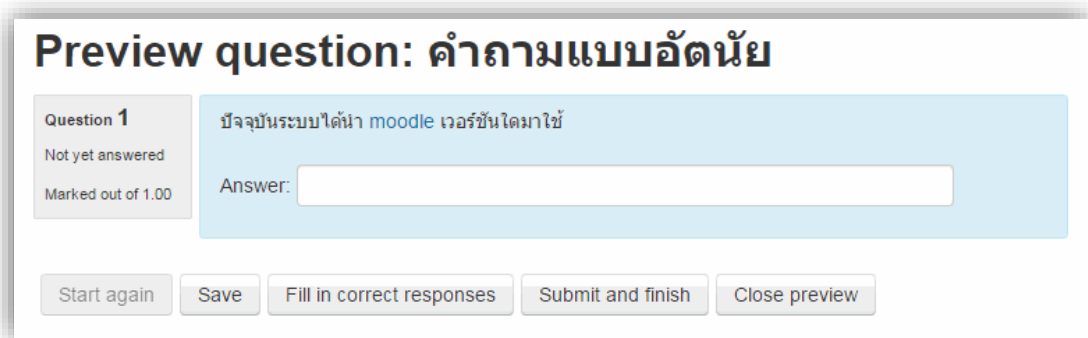 Preview question: คำถามแบบอัตนัย
Question 1
Not yet answered
Marked out of 1.00
ปัจจุบันระบบได้นำ moodle เวอร์ชันใดมาใช้
Answer:
Start again Save Fill in correct responses Submit and finish Close preview